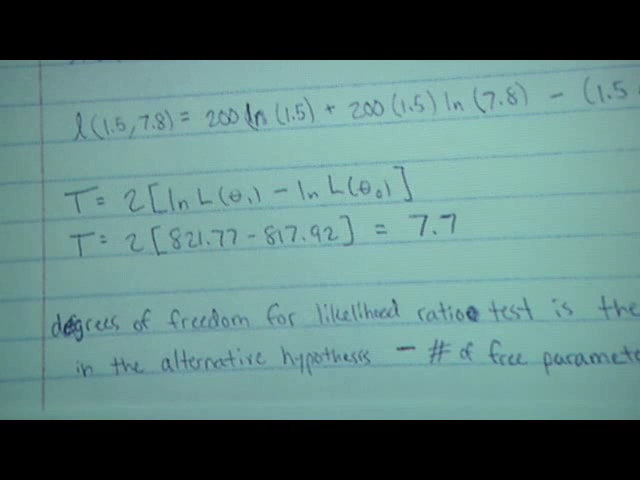 l(1.5, 7.8) = 200 ln(1.5) + 200(1.5) ln(7.8) - (1.5
T = 2[ln L(θ₁) - ln L(θ₀)]
T = 2[821.77 - 817.92] = 7.7
degrees of freedom for likelihood ratio test is the
in the alternative hypothesis - # of free paramete